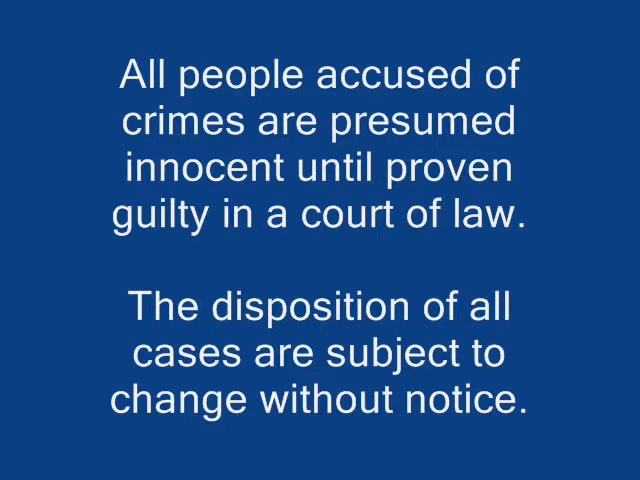 All people accused of
crimes are presumed
innocent until proven
guilty in a court of law.
The disposition of all
cases are subject to
change without notice.